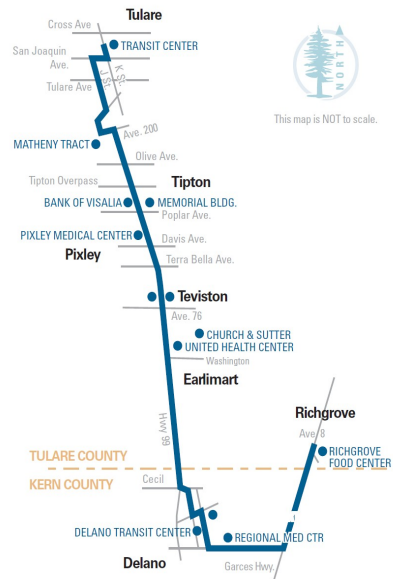 Tulare
Cross Ave
TRANSIT CENTER
San Joaquin
Ave.
K St.
J St.
Tulare Ave
NORTH
This map is NOT to scale.
Ave. 200
MATHENY TRACT
Olive Ave.
Tipton Overpass
Tipton
BANK OF VISALIA
MEMORIAL BLDG.
Poplar Ave.
PIXLEY MEDICAL CENTER
Davis Ave.
Pixley
Terra Bella Ave.
Teviston
Ave. 76
CHURCH & SUTTER
UNITED HEALTH CENTER
Washington
Earlimart
Richgrove
Ave. 8
Hwy 99
RICHGROVE
FOOD CENTER
TULARE COUNTY
KERN COUNTY
Cecil
DELANO TRANSIT CENTER
REGIONAL MED CTR
Delano
Garces Hwy.